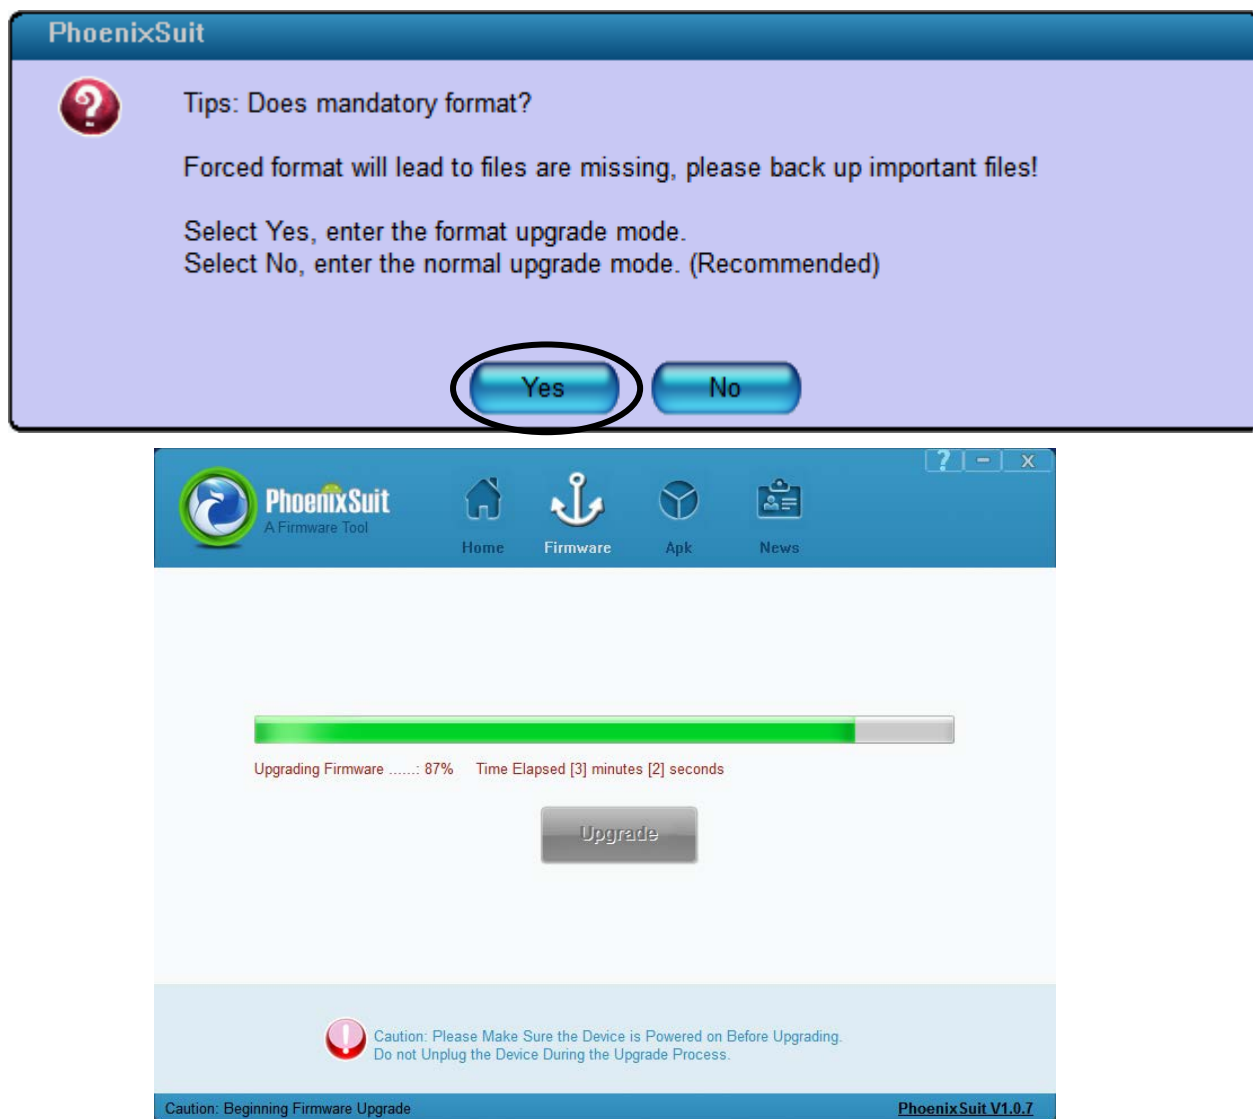 PhoenixSuit
Tips: Does mandatory format?
Forced format will lead to files are missing, please back up important files!
Select Yes, enter the format upgrade mode.
Select No, enter the normal upgrade mode. (Recommended)
Yes No
? - X
PhoenixSuit
A Firmware Tool
Home Firmware Apk News
Upgrading Firmware ......: 87% Time Elapsed [3] minutes [2] seconds
Upgrade
Caution: Please Make Sure the Device is Powered on Before Upgrading.
Do not Unplug the Device During the Upgrade Process.
Caution: Beginning Firmware Upgrade PhoenixSuit V1.0.7